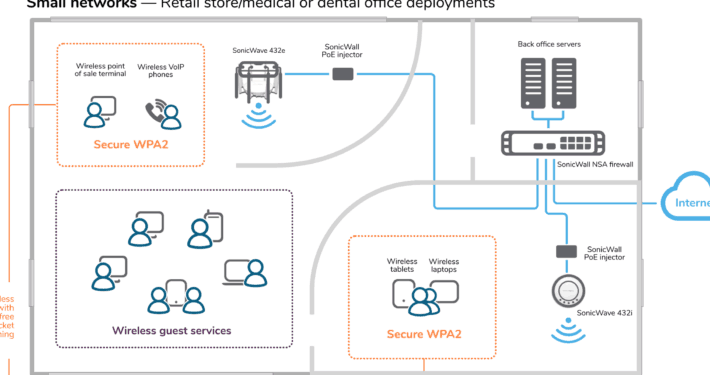 Small networks — Retail store/medical or dental office deployments
SonicWave 432e
SonicWall
PoE injector
Back office servers
Wireless point
of sale terminal
Wireless VoIP
phones
Secure WPA2
SonicWall NSA firewall
Interne
Wireless
tablets
Wireless
laptops
Secure WPA2
SonicWall
PoE injector
SonicWave 432i
Wireless guest services
less
with
free
cket
ning